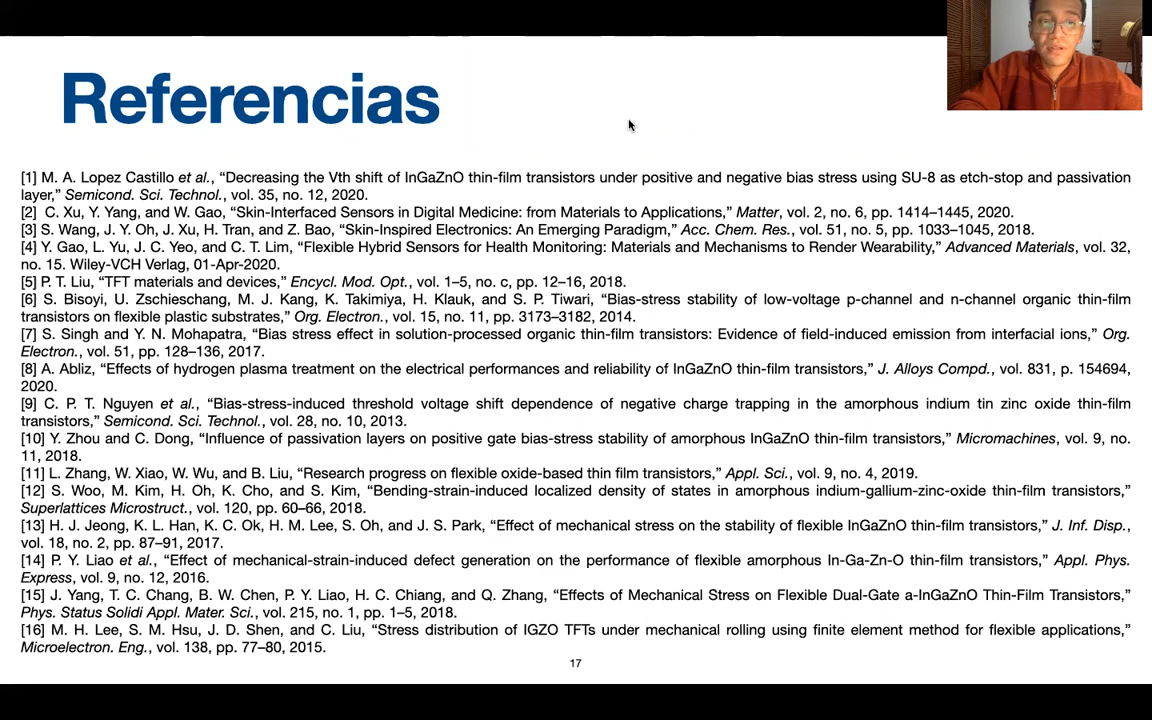 Referencias
[1] M. A. Lopez Castillo et al., “Decreasing the Vth shift of InGaZnO thin-film transistors under positive and negative bias stress using SU-8 as etch-stop and passivation
layer,” Semicond. Sci. Technol., vol. 35, no. 12, 2020.
[2] C. Xu, Y. Yang, and W. Gao, “Skin-Interfaced Sensors in Digital Medicine: from Materials to Applications,” Matter, vol. 2, no. 6, pp. 1414–1445, 2020.
[3] S. Wang, J. Y. Oh, J. Xu, H. Tran, and Z. Bao, “Skin-Inspired Electronics: An Emerging Paradigm,” Acc. Chem. Res., vol. 51, no. 5, pp. 1033–1045, 2018.
[4] Y. Gao, L. Yu, J. C. Yeo, and C. T. Lim, “Flexible Hybrid Sensors for Health Monitoring: Materials and Mechanisms to Render Wearability,” Advanced Materials, vol. 32,
no. 15. Wiley-VCH Verlag, 01-Apr-2020.
[5] P. T. Liu, “TFT materials and devices,” Encycl. Mod. Opt., vol. 1–5, no. c, pp. 12–16, 2018.
[6] S. Bisoyi, U. Zschieschang, M. J. Kang, K. Takimiya, H. Klauk, and S. P. Tiwari, “Bias-stress stability of low-voltage p-channel and n-channel organic thin-film
transistors on flexible plastic substrates,” Org. Electron., vol. 15, no. 11, pp. 3173–3182, 2014.
[7] S. Singh and Y. N. Mohapatra, “Bias stress effect in solution-processed organic thin-film transistors: Evidence of field-induced emission from interfacial ions,” Org.
Electron., vol. 51, pp. 128–136, 2017.
[8] A. Abliz, “Effects of hydrogen plasma treatment on the electrical performances and reliability of InGaZnO thin-film transistors,” J. Alloys Compd., vol. 831, p. 154694,
2020.
[9] C. P. T. Nguyen et al., “Bias-stress-induced threshold voltage shift dependence of negative charge trapping in the amorphous indium tin zinc oxide thin-film
transistors,” Semicond. Sci. Technol., vol. 28, no. 10, 2013.
[10] Y. Zhou and C. Dong, “Influence of passivation layers on positive gate bias-stress stability of amorphous InGaZnO thin-film transistors,” Micromachines, vol. 9, no.
11, 2018.
[11] L. Zhang, W. Xiao, W. Wu, and B. Liu, “Research progress on flexible oxide-based thin film transistors,” Appl. Sci., vol. 9, no. 4, 2019.
[12] S. Woo, M. Kim, H. Oh, K. Cho, and S. Kim, “Bending-strain-induced localized density of states in amorphous indium-gallium-zinc-oxide thin-film transistors,”
Superlattices Microstruct., vol. 120, pp. 60–66, 2018.
[13] H. J. Jeong, K. L. Han, K. C. Ok, H. M. Lee, S. Oh, and J. S. Park, “Effect of mechanical stress on the stability of flexible InGaZnO thin-film transistors,” J. Inf. Disp.,
vol. 18, no. 2, pp. 87–91, 2017.
[14] P. Y. Liao et al., “Effect of mechanical-strain-induced defect generation on the performance of flexible amorphous In-Ga-Zn-O thin-film transistors,” Appl. Phys.
Express, vol. 9, no. 12, 2016.
[15] J. Yang, T. C. Chang, B. W. Chen, P. Y. Liao, H. C. Chiang, and Q. Zhang, “Effects of Mechanical Stress on Flexible Dual-Gate a-InGaZnO Thin-Film Transistors,”
Phys. Status Solidi Appl. Mater. Sci., vol. 215, no. 1, pp. 1–5, 2018.
[16] M. H. Lee, S. M. Hsu, J. D. Shen, and C. Liu, “Stress distribution of IGZO TFTs under mechanical rolling using finite element method for flexible applications,”
Microelectron. Eng., vol. 138, pp. 77–80, 2015.
17